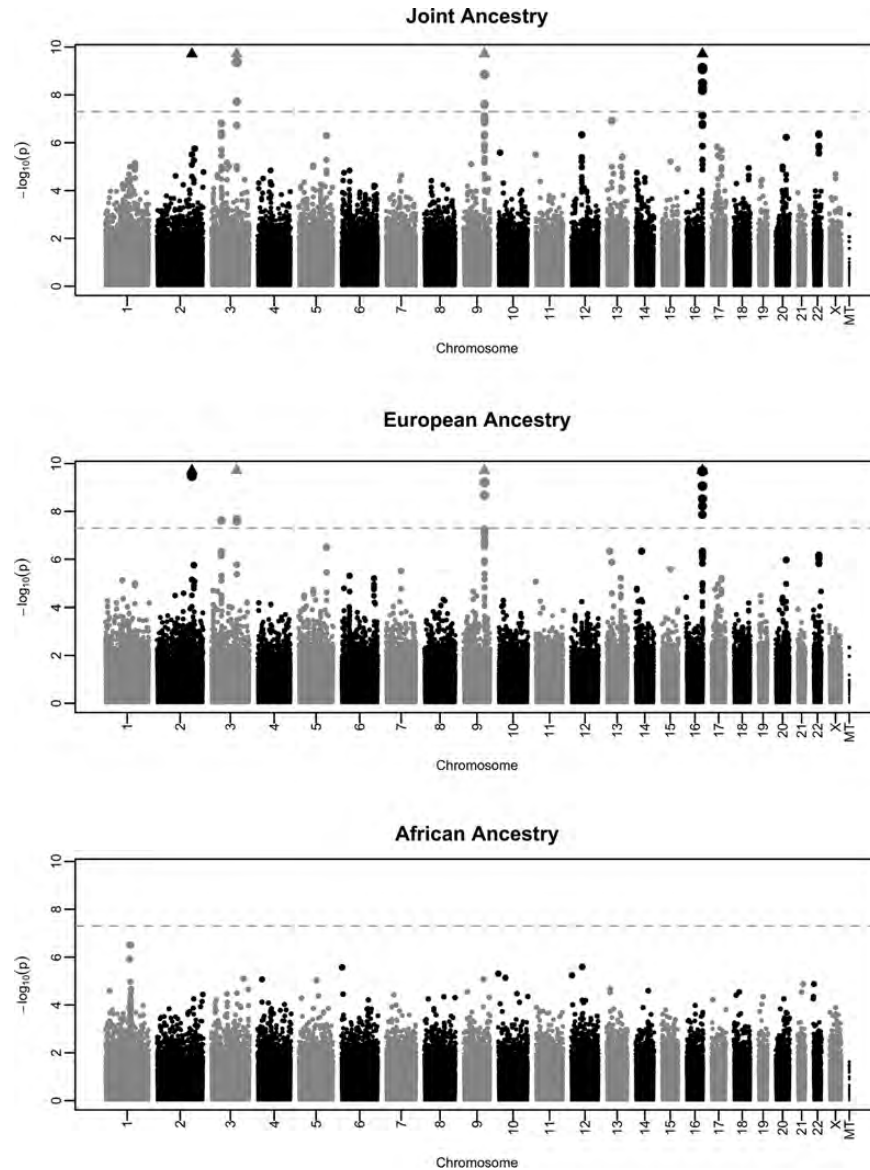 Joint Ancestry
10
8
6
4
2
0
−log₁₀(p)
1 2 3 4 5 6 7 8 9 10 11 12 13 14 15 16 17 18 19 20 21 22 X MT
Chromosome
European Ancestry
10
8
6
4
2
0
−log₁₀(p)
1 2 3 4 5 6 7 8 9 10 11 12 13 14 15 16 17 18 19 20 21 22 X MT
Chromosome
African Ancestry
10
8
6
4
2
0
−log₁₀(p)
1 2 3 4 5 6 7 8 9 10 11 12 13 14 15 16 17 18 19 20 21 22 X MT
Chromosome